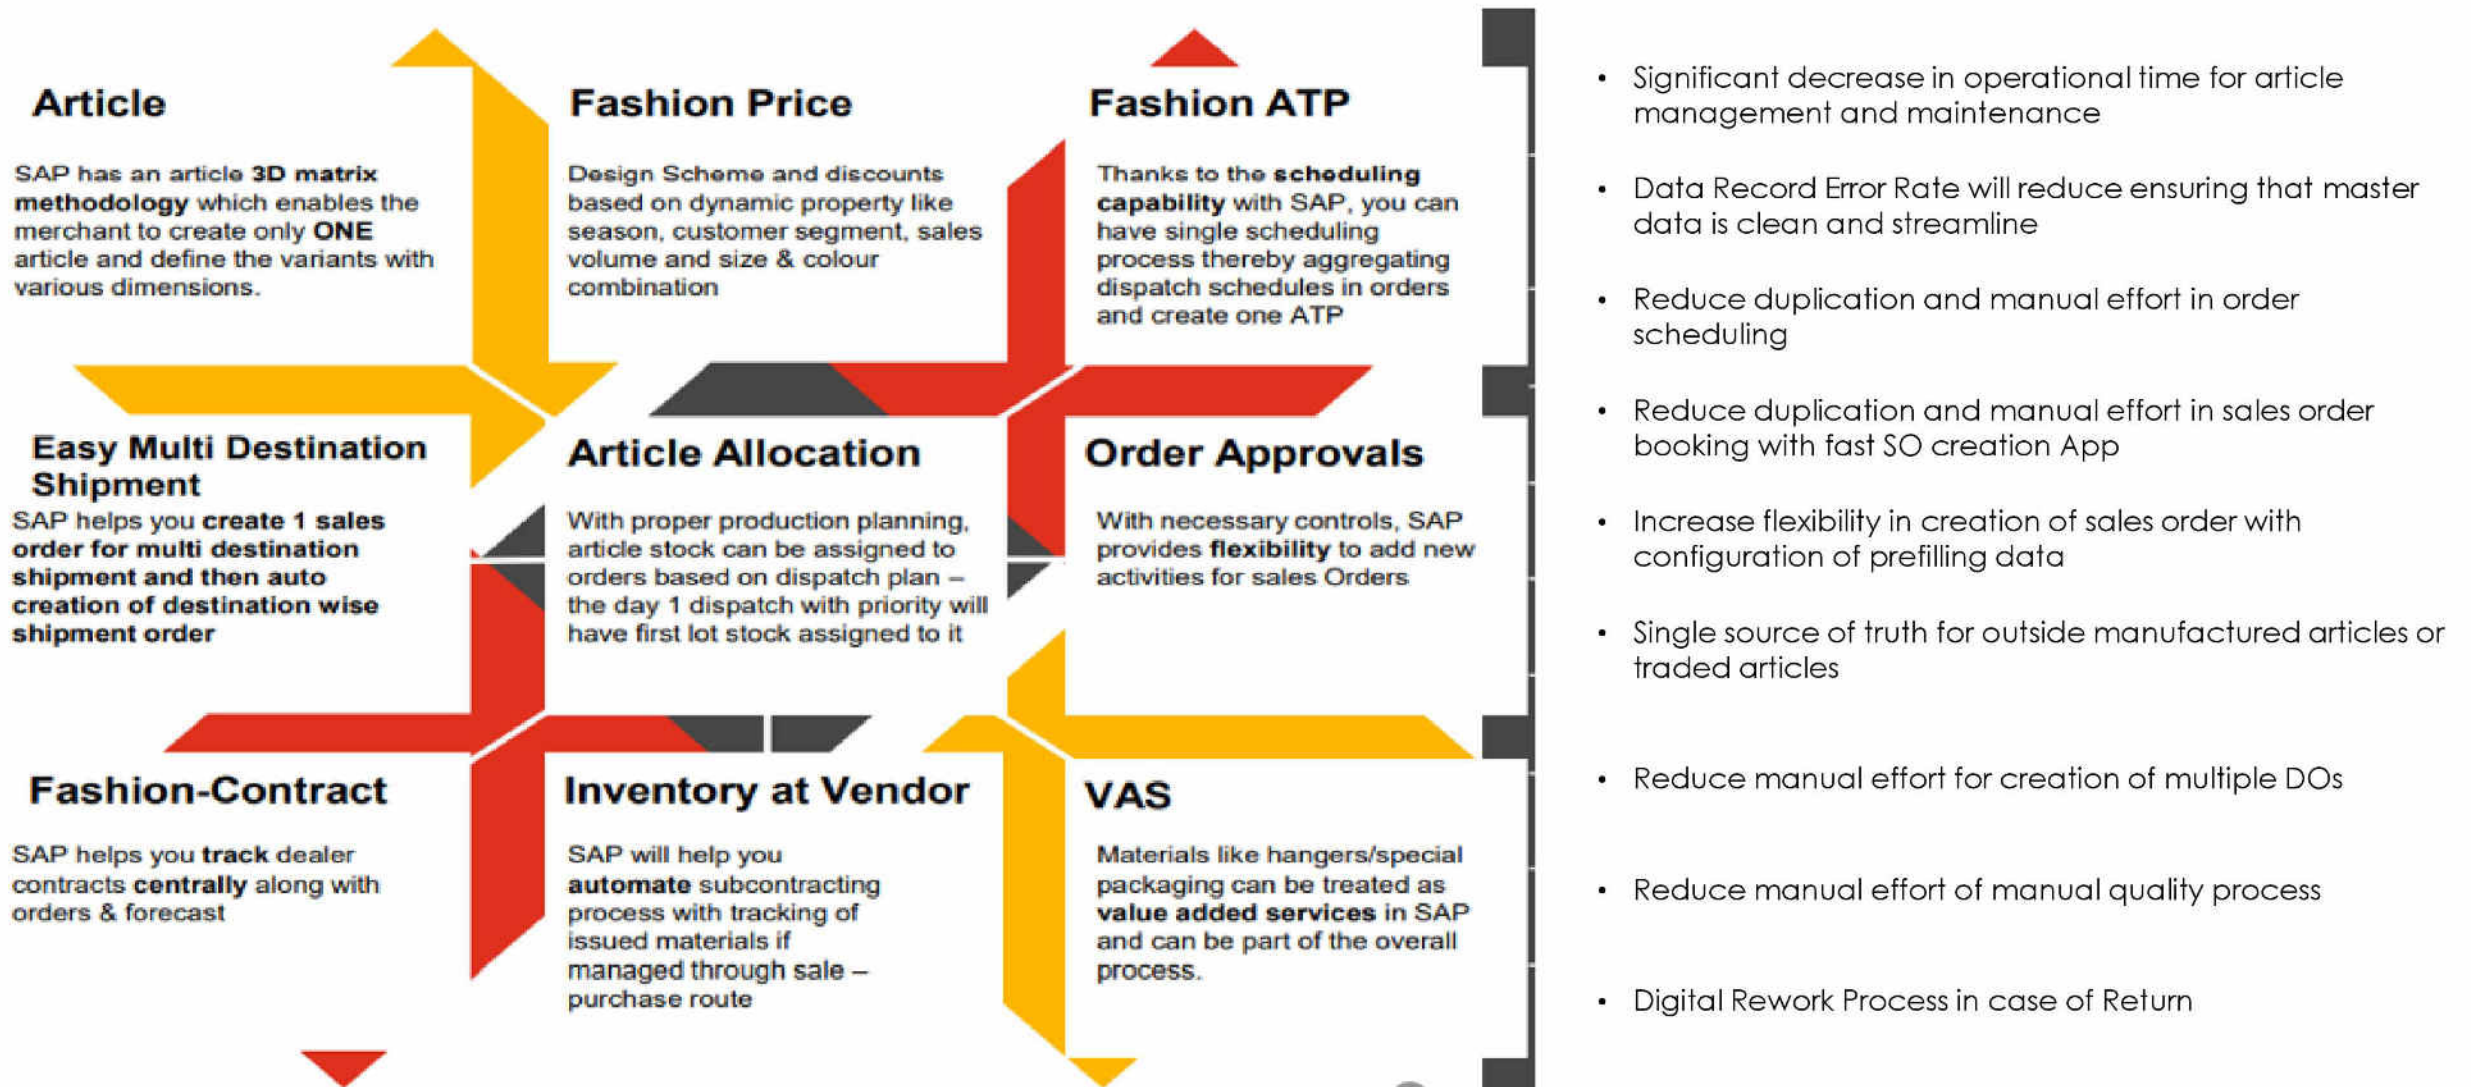 Article
SAP has an article 3D matrix
methodology which enables the
merchant to create only ONE
article and define the variants with
various dimensions.
Fashion Price
Design Scheme and discounts
based on dynamic property like
season, customer segment, sales
volume and size & colour
combination
Fashion ATP
Thanks to the scheduling
capability with SAP, you can
have single scheduling
process thereby aggregating
dispatch schedules in orders
and create one ATP
Easy Multi Destination
Shipment
SAP helps you create 1 sales
order for multi destination
shipment and then auto
creation of destination wise
shipment order
Article Allocation
With proper production planning,
article stock can be assigned to
orders based on dispatch plan –
the day 1 dispatch with priority will
have first lot stock assigned to it
Order Approvals
With necessary controls, SAP
provides flexibility to add new
activities for sales Orders
Fashion-Contract
SAP helps you track dealer
contracts centrally along with
orders & forecast
Inventory at Vendor
SAP will help you
automate subcontracting
process with tracking of
issued materials if
managed through sale –
purchase route
VAS
Materials like hangers/special
packaging can be treated as
value added services in SAP
and can be part of the overall
process.
• Significant decrease in operational time for article
management and maintenance
• Data Record Error Rate will reduce ensuring that master
data is clean and streamline
• Reduce duplication and manual effort in order
scheduling
• Reduce duplication and manual effort in sales order
booking with fast SO creation App
• Increase flexibility in creation of sales order with
configuration of prefilling data
• Single source of truth for outside manufactured articles or
traded articles
• Reduce manual effort for creation of multiple DOs
• Reduce manual effort of manual quality process
• Digital Rework Process in case of Return